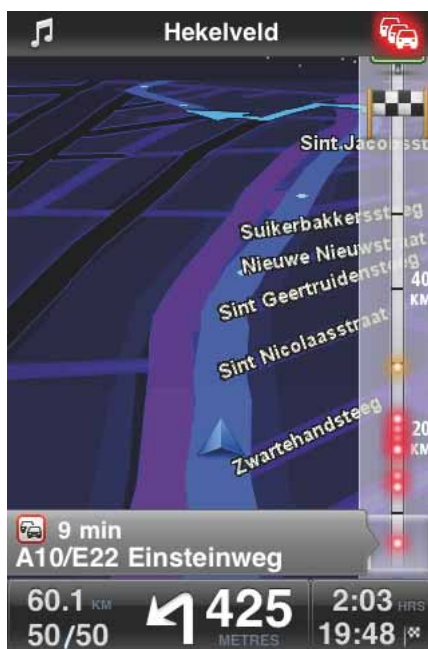 Hekelveld
Sint Jacobsst
Suikerbakkerssteeg
Nieuwe Nieuwstraat
Sint Geertruidensteeg
40
KM
Sint Nicolaasstraat
Zwartehandsteeg
20
KM
9 min
A10/E22 Einsteinweg
60.1 KM
50/50
425
METRES
2:03 HRS
19:48